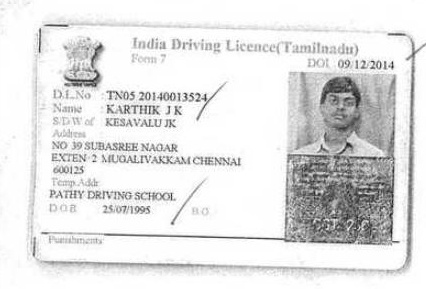 India Driving Licence(Tamilnadu)
Form 7
DOI 09/12/2014
D.L.No : TN05 20140013524
Name : KARTHIK J K
S/D/W of : KESAVALU JK
Address :
NO 39 SUBASREE NAGAR
EXTEN 2 MUGALIVAKKAM CHENNAI
600125
Temp.Addr
PATHY DRIVING SCHOOL
D.O.B 25/07/1995 B.G.
Punishments